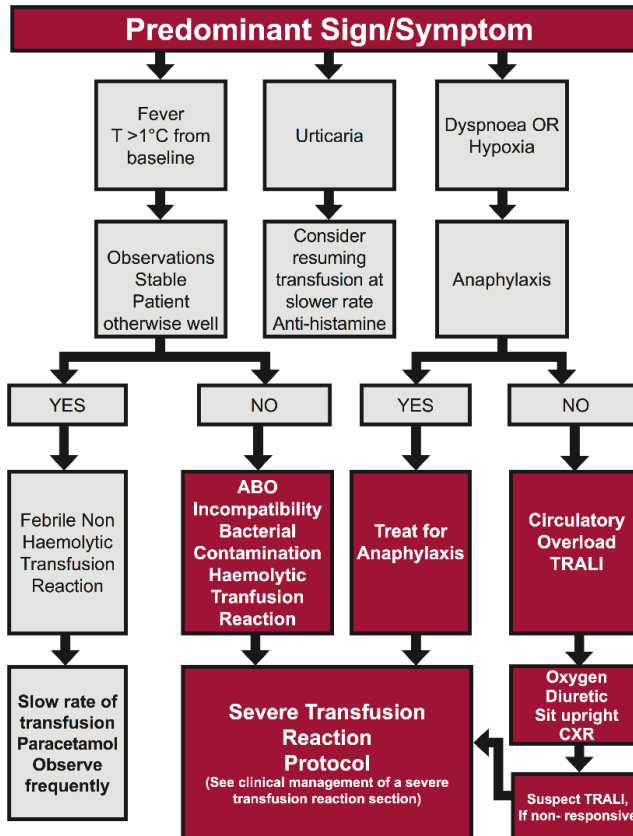 Predominant Sign/Symptom
Fever
T >1°C from
baseline
Urticaria
Dyspnoea OR
Hypoxia
Observations
Stable
Patient
otherwise well
Consider
resuming
transfusion at
slower rate
Anti-histamine
Anaphylaxis
YES
NO
YES
NO
Febrile Non
Haemolytic
Transfusion
Reaction
ABO
Incompatibility
Bacterial
Contamination
Haemolytic
Tranfusion
Reaction
Treat for
Anaphylaxis
Circulatory
Overload
TRALI
Slow rate of
transfusion
Paracetamol
Observe
frequently
Severe Transfusion
Reaction
Protocol
(See clinical management of a severe
transfusion reaction section)
Oxygen
Diuretic
Sit upright
CXR
Suspect TRALI,
If non- responsive